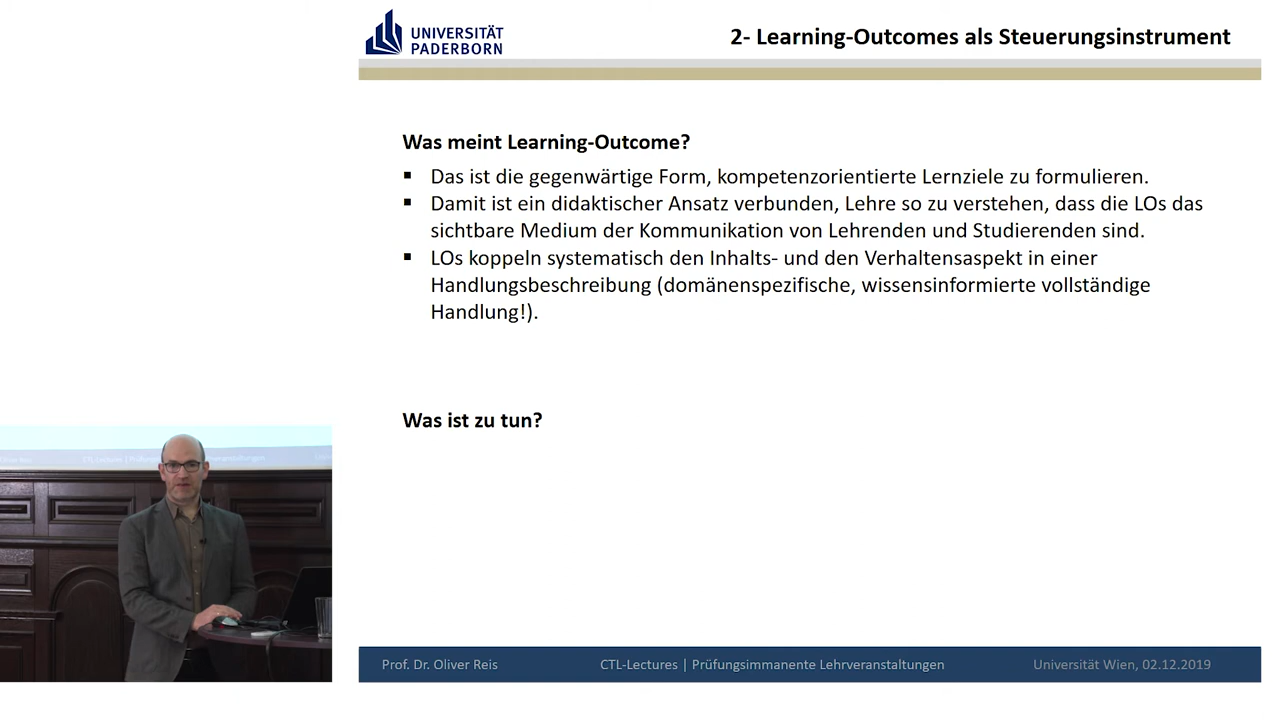 UNIVERSITÄT
PADERBORN
2- Learning-Outcomes als Steuerungsinstrument
Was meint Learning-Outcome?
▪ Das ist die gegenwärtige Form, kompetenzorientierte Lernziele zu formulieren.
▪ Damit ist ein didaktischer Ansatz verbunden, Lehre so zu verstehen, dass die LOs das
sichtbare Medium der Kommunikation von Lehrenden und Studierenden sind.
▪ LOs koppeln systematisch den Inhalts- und den Verhaltensaspekt in einer
Handlungsbeschreibung (domänenspezifische, wissensinformierte vollständige
Handlung!).
Was ist zu tun?
Prof. Dr. Oliver Reis
CTL-Lectures | Prüfungsimmanente Lehrveranstaltungen
Universität Wien, 02.12.2019